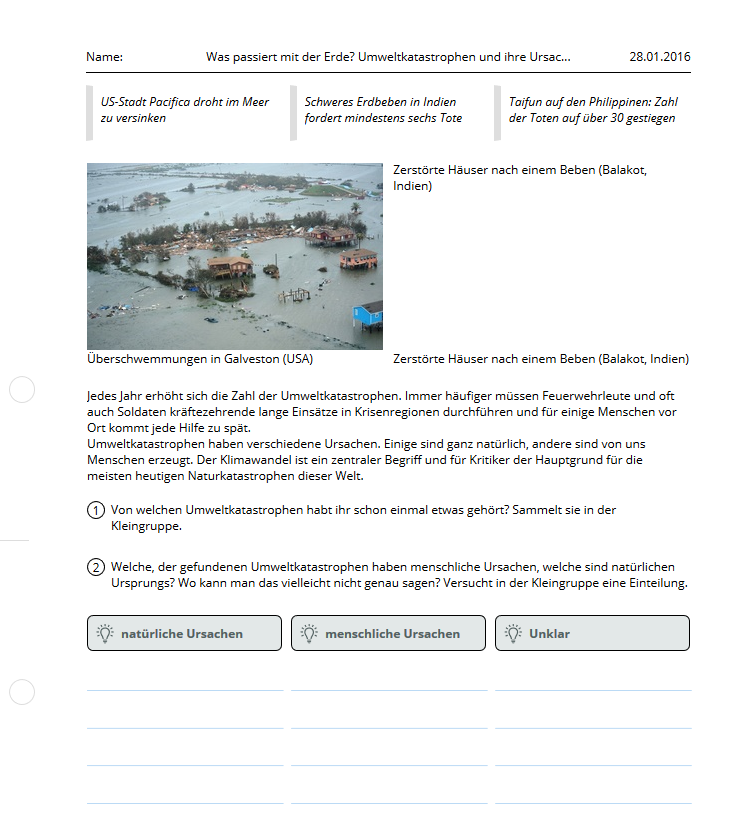 Name: Was passiert mit der Erde? Umweltkatastrophen und ihre Ursac... 28.01.2016
US-Stadt Pacifica droht im Meer
zu versinken
Schweres Erdbeben in Indien
fordert mindestens sechs Tote
Taifun auf den Philippinen: Zahl
der Toten auf über 30 gestiegen
Zerstörte Häuser nach einem Beben (Balakot,
Indien)
Überschwemmungen in Galveston (USA)
Zerstörte Häuser nach einem Beben (Balakot, Indien)
Jedes Jahr erhöht sich die Zahl der Umweltkatastrophen. Immer häufiger müssen Feuerwehrleute und oft
auch Soldaten kräftezehrende lange Einsätze in Krisenregionen durchführen und für einige Menschen vor
Ort kommt jede Hilfe zu spät.
Umweltkatastrophen haben verschiedene Ursachen. Einige sind ganz natürlich, andere sind von uns
Menschen erzeugt. Der Klimawandel ist ein zentraler Begriff und für Kritiker der Hauptgrund für die
meisten heutigen Naturkatastrophen dieser Welt.
1 Von welchen Umweltkatastrophen habt ihr schon einmal etwas gehört? Sammelt sie in der
Kleingruppe.
2 Welche, der gefundenen Umweltkatastrophen haben menschliche Ursachen, welche sind natürlichen
Ursprungs? Wo kann man das vielleicht nicht genau sagen? Versucht in der Kleingruppe eine Einteilung.
natürliche Ursachen
menschliche Ursachen
Unklar